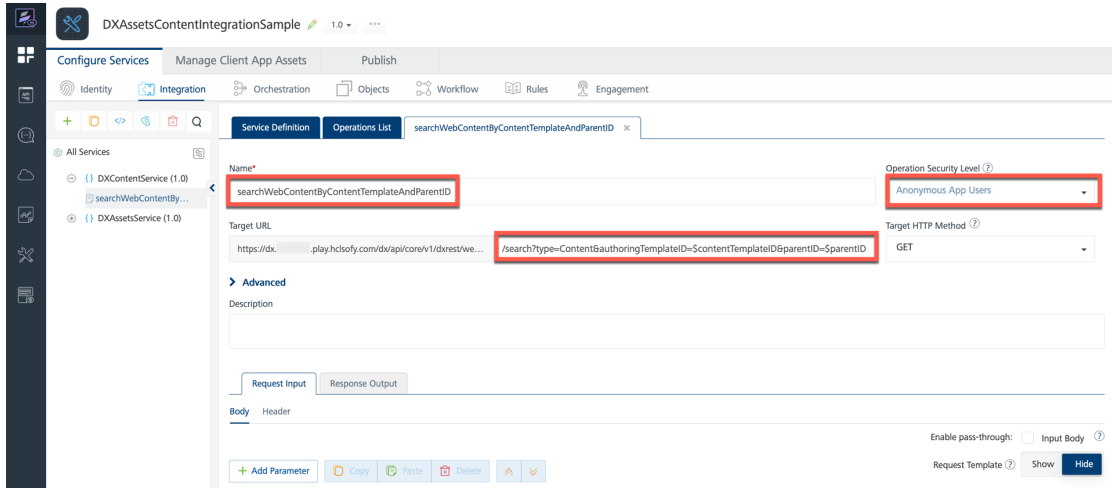 DXAssetsContentIntegrationSample 1.0
Configure Services Manage Client App Assets Publish
Identity Integration Orchestration Objects Workflow Rules Engagement
Service Definition Operations List searchWebContentByContentTemplateAndParentID
All Services
{ } DXContentService (1.0)
searchWebContentBy...
{ } DXAssetsService (1.0)
Name*
Operation Security Level ?
searchWebContentByContentTemplateAndParentID
Anonymous App Users
Target URL
Target HTTP Method ?
https://dx. .play.hclsofy.com/dx/api/core/v1/dxrest/we...
/search?type=Content&authoringTemplateID=$contentTemplateID&parentID=$parentID
GET
Advanced
Description
Request Input Response Output
Body Header
Enable pass-through: Input Body ?
+ Add Parameter Copy Paste Delete
Request Template ? Show Hide